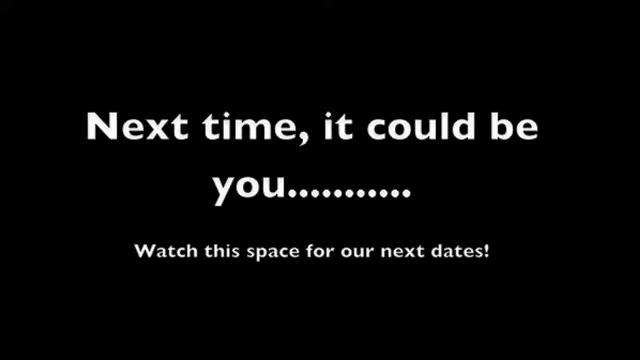 Next time, it could be
you...........
Watch this space for our next dates!